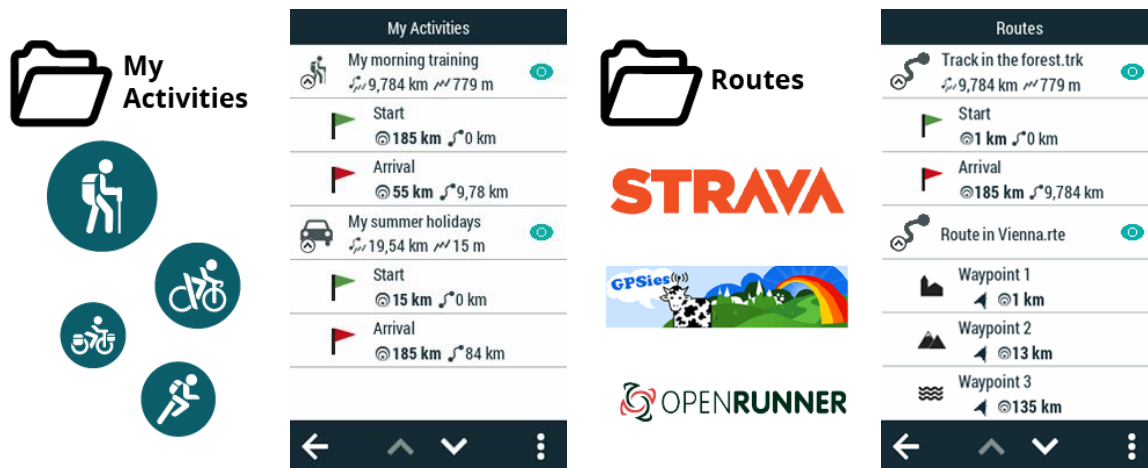 My
Activities
My Activities
My morning training
9,784 km 779 m
Start
185 km 0 km
Arrival
55 km 9,78 km
My summer holidays
19,54 km 15 m
Start
15 km 0 km
Arrival
185 km 84 km
Routes
STRAVA
GPSies
OPENRUNNER
Routes
Track in the forest.trk
9,784 km 779 m
Start
1 km 0 km
Arrival
185 km 9,784 km
Route in Vienna.rte
Waypoint 1
1 km
Waypoint 2
13 km
Waypoint 3
135 km